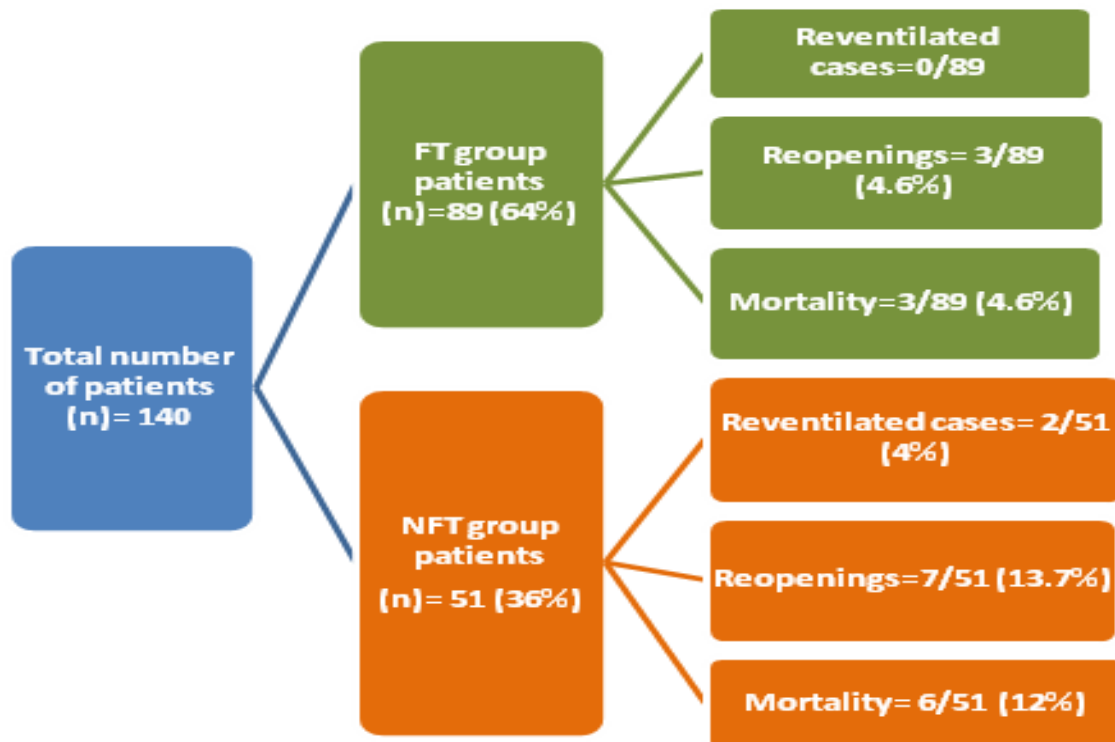 Total number
of patients
(n)= 140
FT group
patients
(n)=89 (64%)
Reventilated
cases=0/89
Reopenings= 3/89
(4.6%)
Mortality=3/89 (4.6%)
NFT group
patients
(n)= 51 (36%)
Reventilated cases= 2/51
(4%)
Reopenings=7/51 (13.7%)
Mortality= 6/51 (12%)